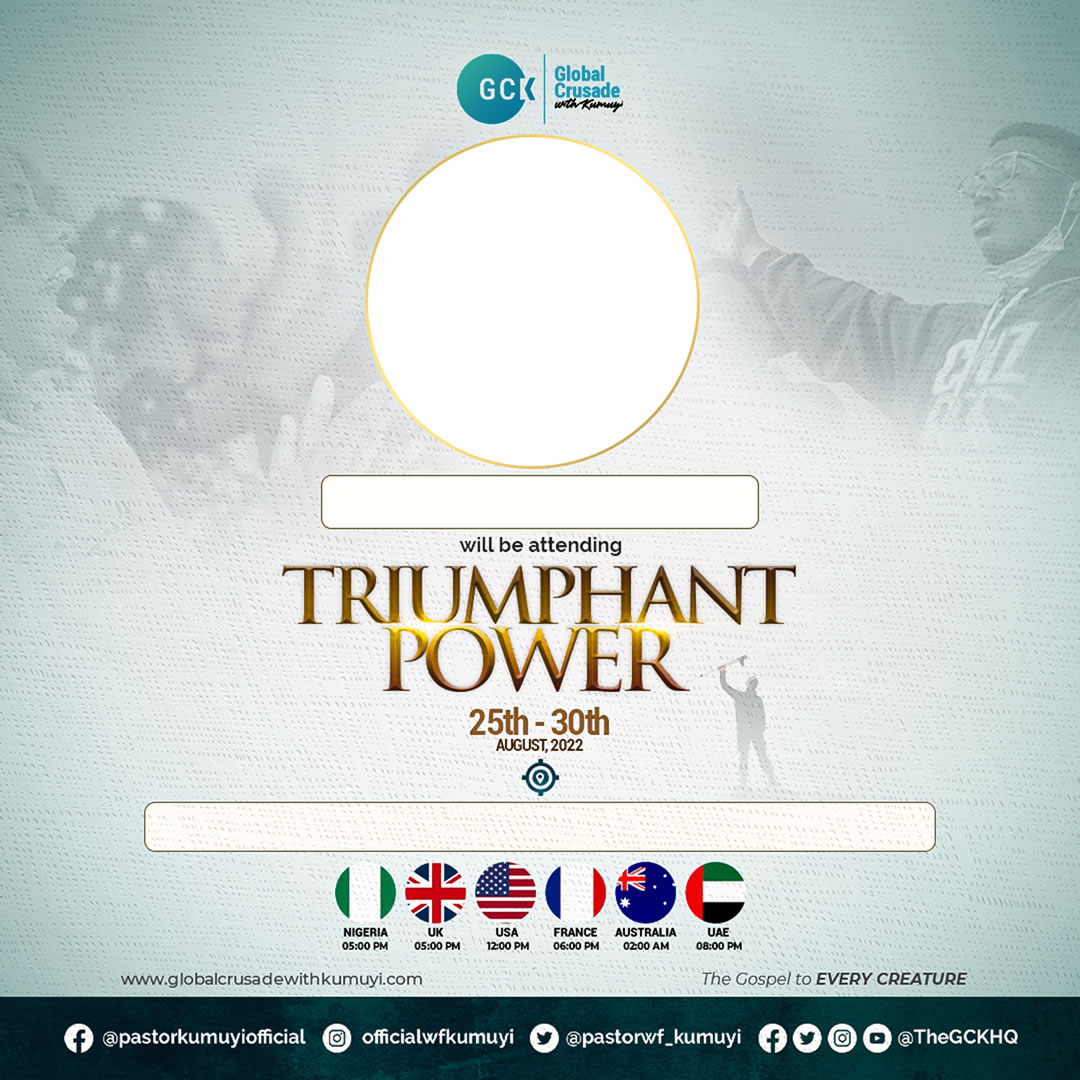 GCK
Global
Crusade
with Kumuyi
will be attending
TRIUMPHANT
POWER
25th - 30th
AUGUST, 2022
NIGERIA UK USA FRANCE AUSTRALIA UAE
05:00 PM 05:00 PM 12:00 PM 06:00 PM 02:00 AM 08:00 PM
www.globalcrusadewithkumuyi.com The Gospel to EVERY CREATURE
@pastorkumuyiofficial officialwfkumuyi @pastorwf_kumuyi @TheGCKHQ